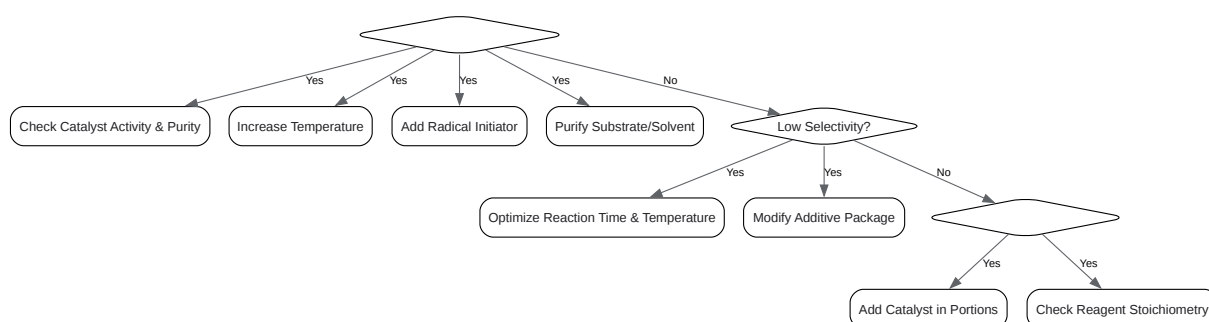 Yes
Yes
Yes
Yes
No
Check Catalyst Activity & Purity
Increase Temperature
Add Radical Initiator
Purify Substrate/Solvent
Low Selectivity?
Yes
Yes
No
Optimize Reaction Time & Temperature
Modify Additive Package
Yes
Yes
Add Catalyst in Portions
Check Reagent Stoichiometry